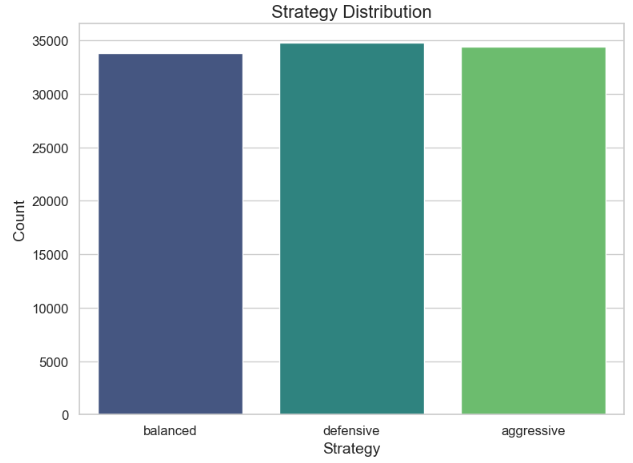 Strategy Distribution
35000
30000
25000
20000
15000
10000
5000
0
Count
balanced defensive aggressive
Strategy